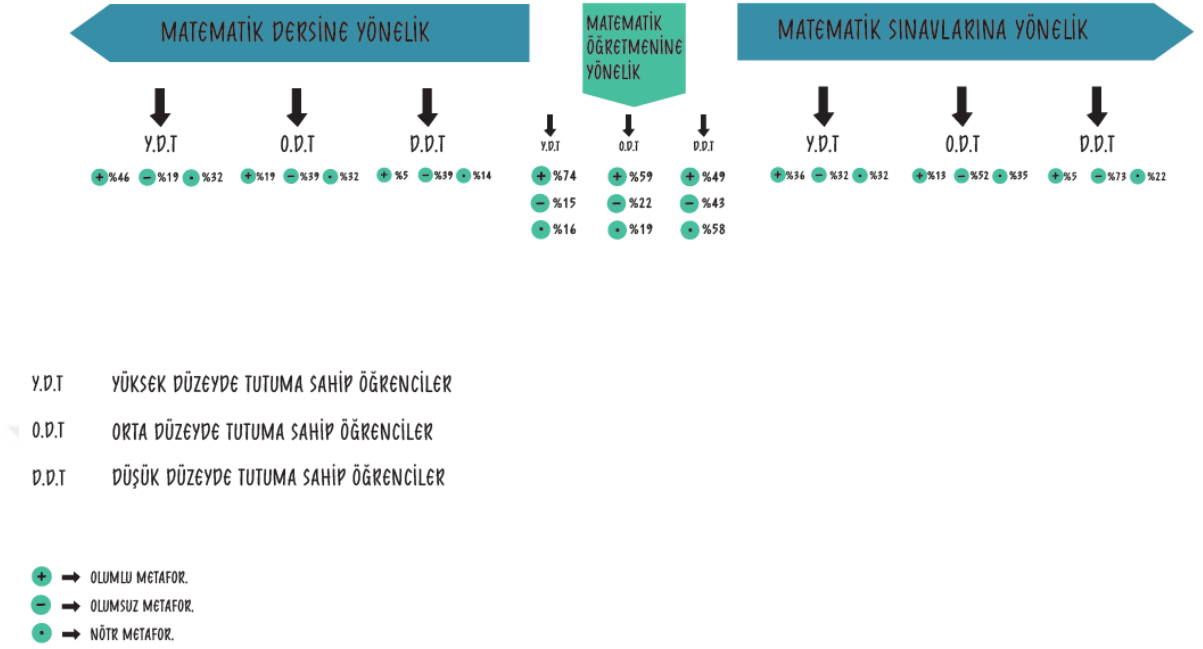 MATEMATİK DERSİNE YÖNELİK
Y.D.T O.D.T D.D.T
+ %46 - %19 • %32 + %19 - %39 • %32 + %5 - %39 • %14
MATEMATİK
ÖĞRETMENİNE
YÖNELİK
Y.D.T O.D.T D.D.T
+ %74 + %59 + %49
- %15 - %22 - %43
• %16 • %19 • %58
MATEMATİK SINAVLARINA YÖNELİK
Y.D.T O.D.T D.D.T
+ %36 - %32 • %32 + %13 - %52 • %35 + %5 - %73 • %22
Y.D.T YÜKSEK DÜZEYDE TUTUMA SAHİP ÖĞRENCİLER
O.D.T ORTA DÜZEYDE TUTUMA SAHİP ÖĞRENCİLER
D.D.T DÜŞÜK DÜZEYDE TUTUMA SAHİP ÖĞRENCİLER
+ → OLUMLU METAFOR.
- → OLUMSUZ METAFOR.
• → NÖTR METAFOR.